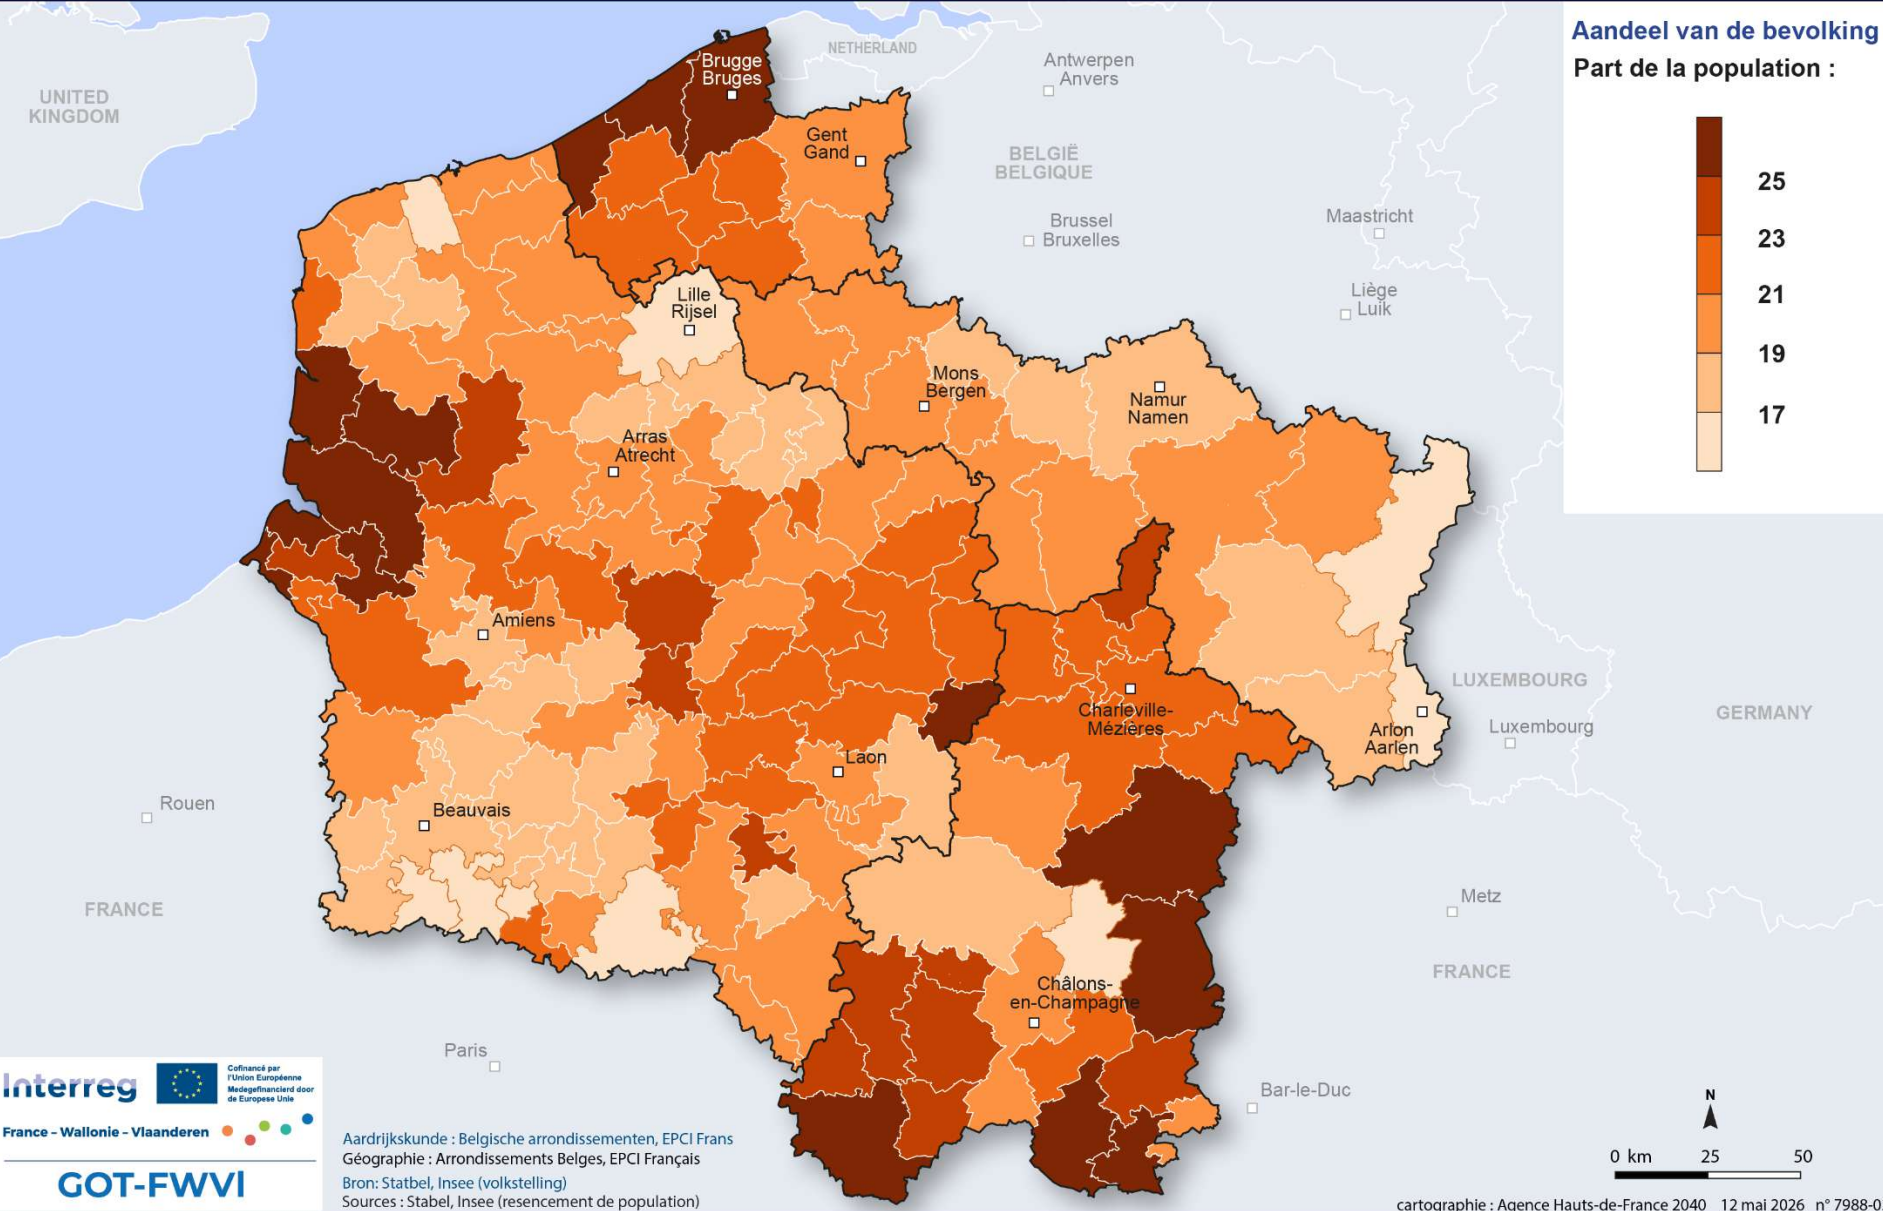 Aandeel van de bevolking
Part de la population :
25
23
21
19
17
UNITED
KINGDOM
NETHERLAND
Antwerpen
Anvers
Brugge
Bruges
Gent
Gand
BELGIË
BELGIQUE
Brussel
Bruxelles
Maastricht
Liège
Luik
Lille
Rijsel
Mons
Bergen
Namur
Namen
Arras
Atrecht
Amiens
LUXEMBOURG
Luxembourg
GERMANY
Charleville-
Mézières
Arlon
Aarlen
Laon
Rouen
Beauvais
FRANCE
Metz
FRANCE
Châlons-
en-Champagne
Paris
Bar-le-Duc
Interreg
Cofinancé par
l'Union Européenne
Medegefinancierd door
de Europese Unie
France – Wallonie – Vlaanderen
GOT-FWVl
Aardrijkskunde : Belgische arrondissementen, EPCI Frans
Géographie : Arrondissements Belges, EPCI Français
Bron: Statbel, Insee (volkstelling)
Sources : Stabel, Insee (resencement de population)
N
0 km 25 50
cartographie : Agence Hauts-de-France 2040 12 mai 2026 n° 7988-0